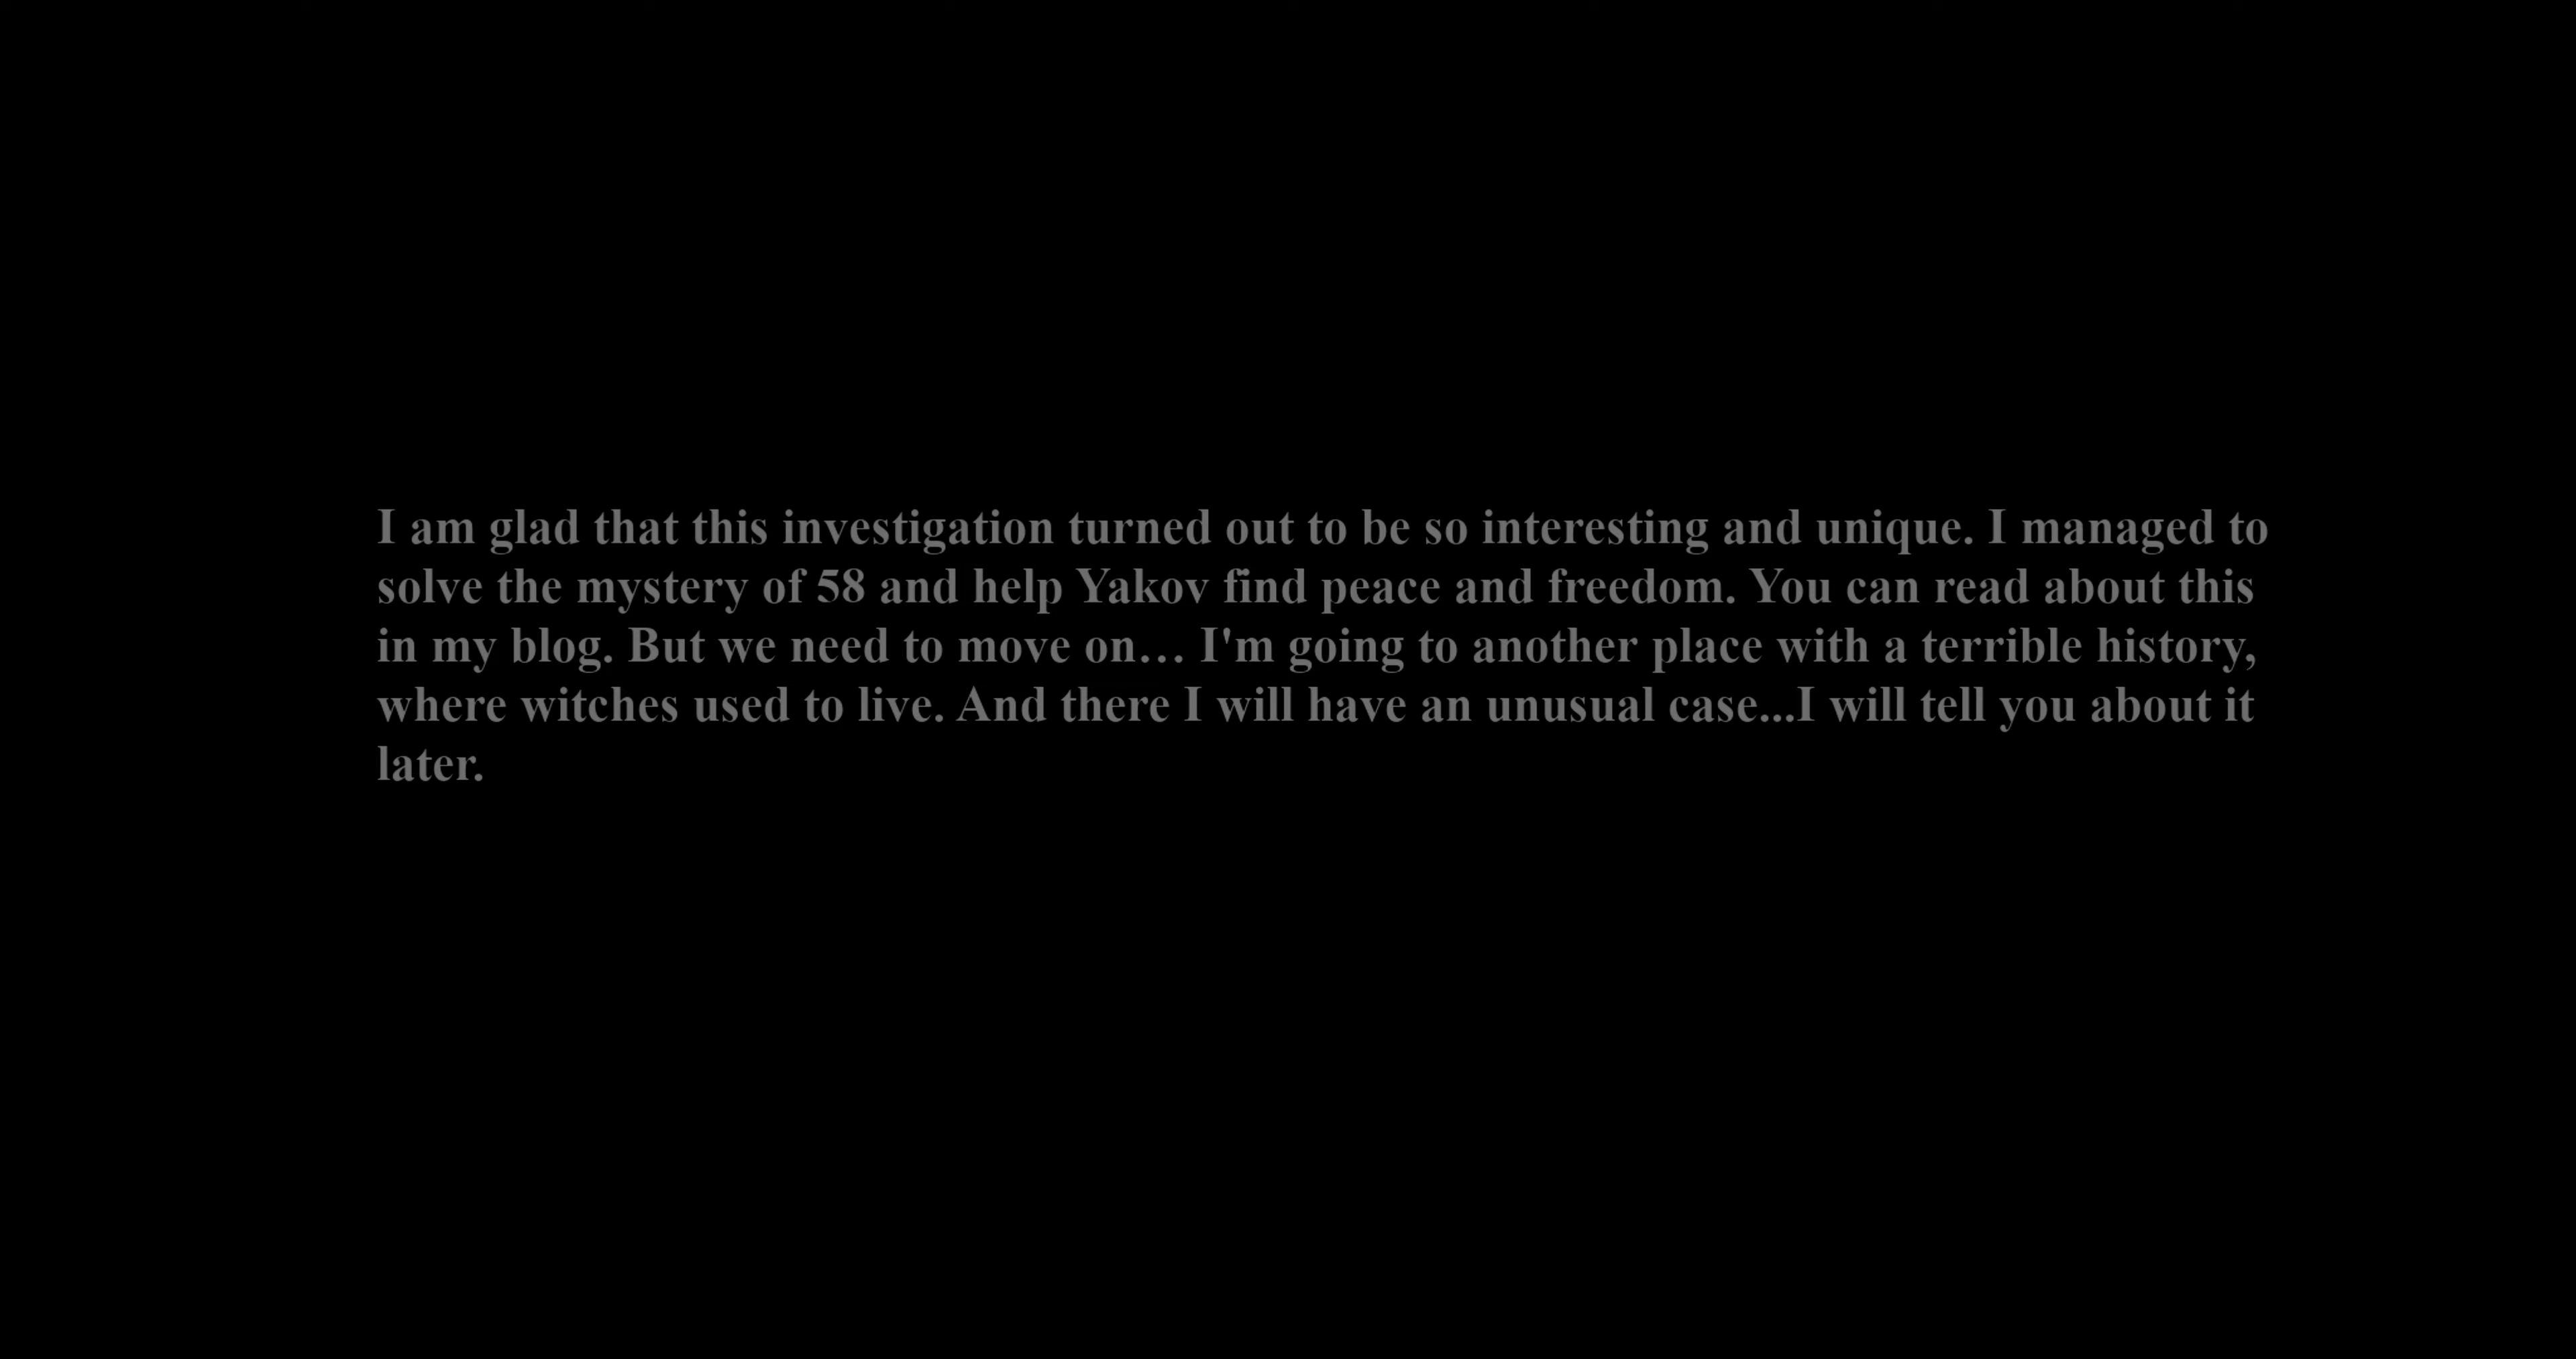 I am glad that this investigation turned out to be so interesting and unique. I managed to
solve the mystery of 58 and help Yakov find peace and freedom. You can read about this
in my blog. But we need to move on… I'm going to another place with a terrible history,
where witches used to live. And there I will have an unusual case...I will tell you about it
later.